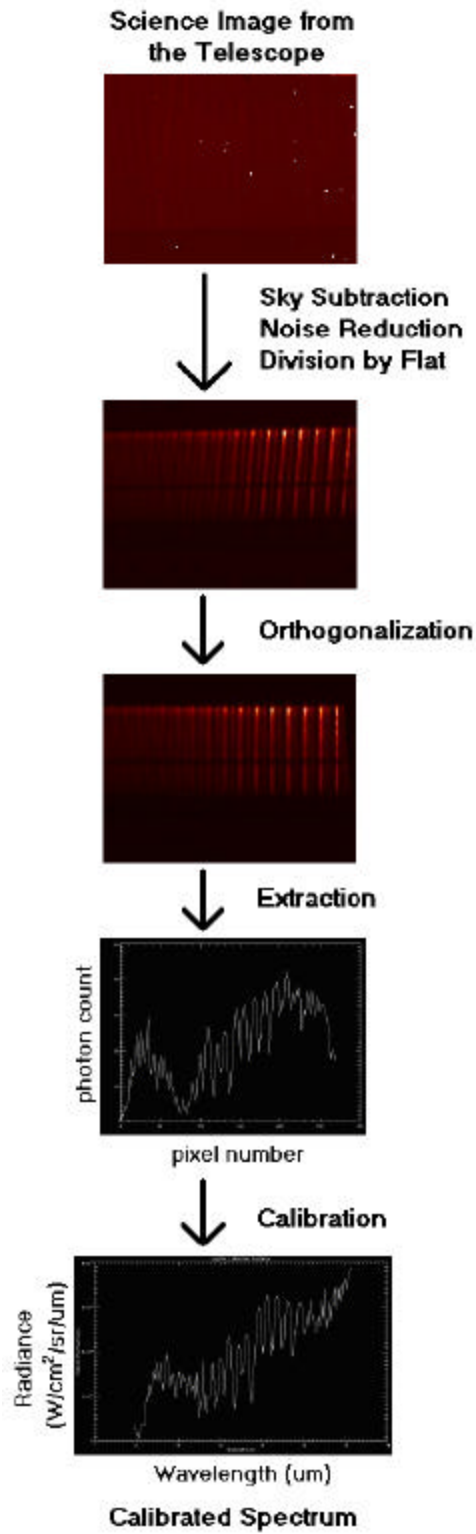 Science Image from
the Telescope
Sky Subtraction
Noise Reduction
Division by Flat
Orthogonalization
Extraction
photon count
pixel number
Calibration
Radiance
(W/cm²/sr/um)
Wavelength (um)
Calibrated Spectrum